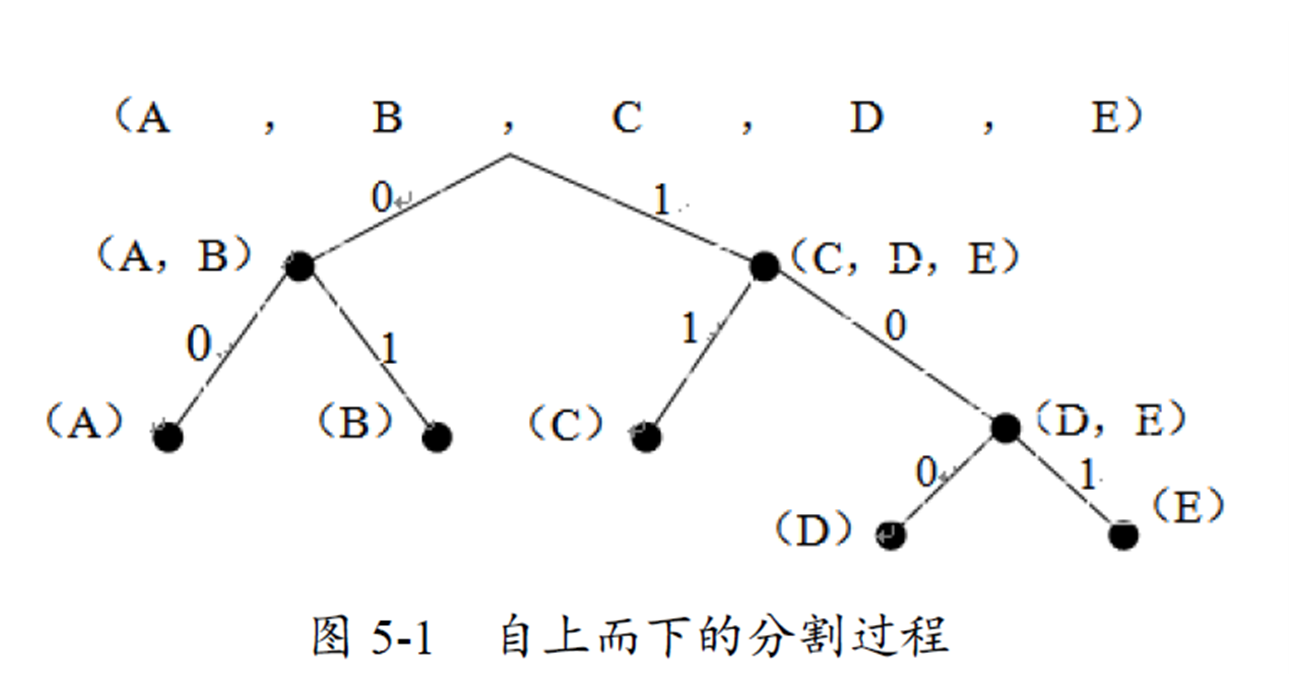 （A ， B ， C ， D ， E）
0 1
（A，B） （C，D，E）
0 1 1 0
（A） （B） （C） （D，E）
0 1
（D） （E）
图 5-1 自上而下的分割过程